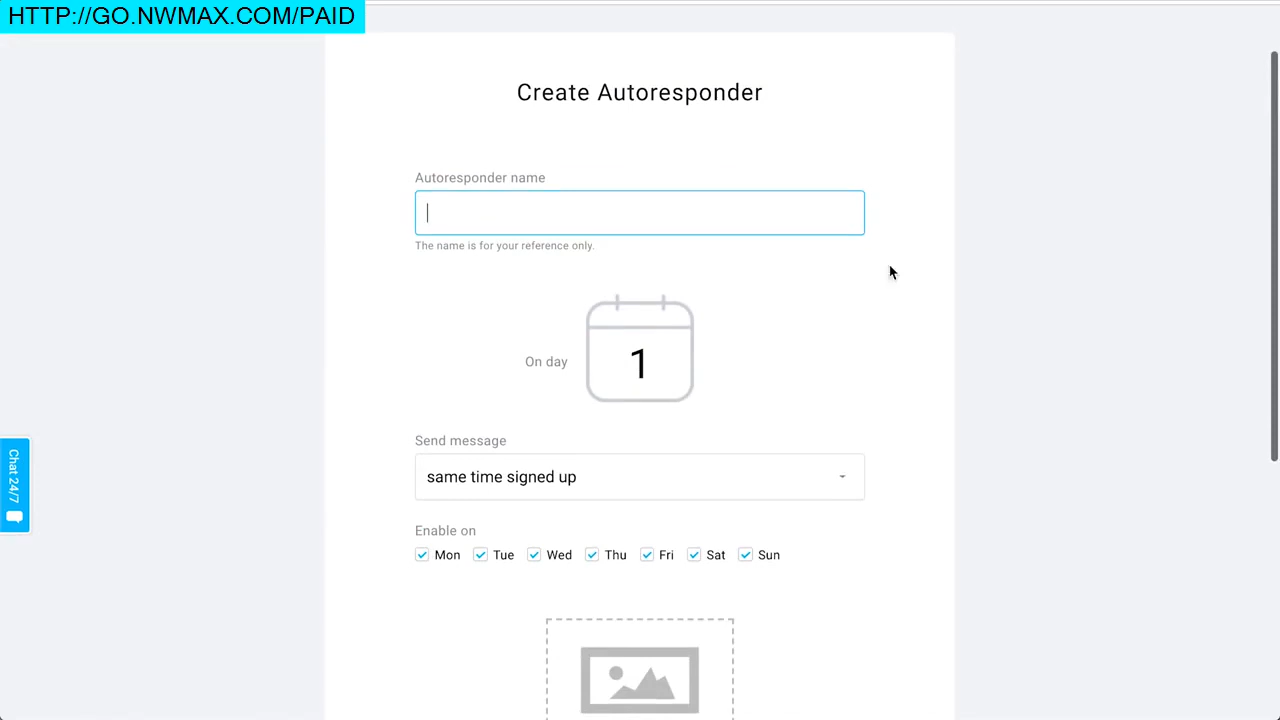 HTTP://GO.NWMAX.COM/PAID
Create Autoresponder
Autoresponder name
The name is for your reference only.
On day
1
Send message
same time signed up
Enable on
Mon Tue Wed Thu Fri Sat Sun
Chat 24/7